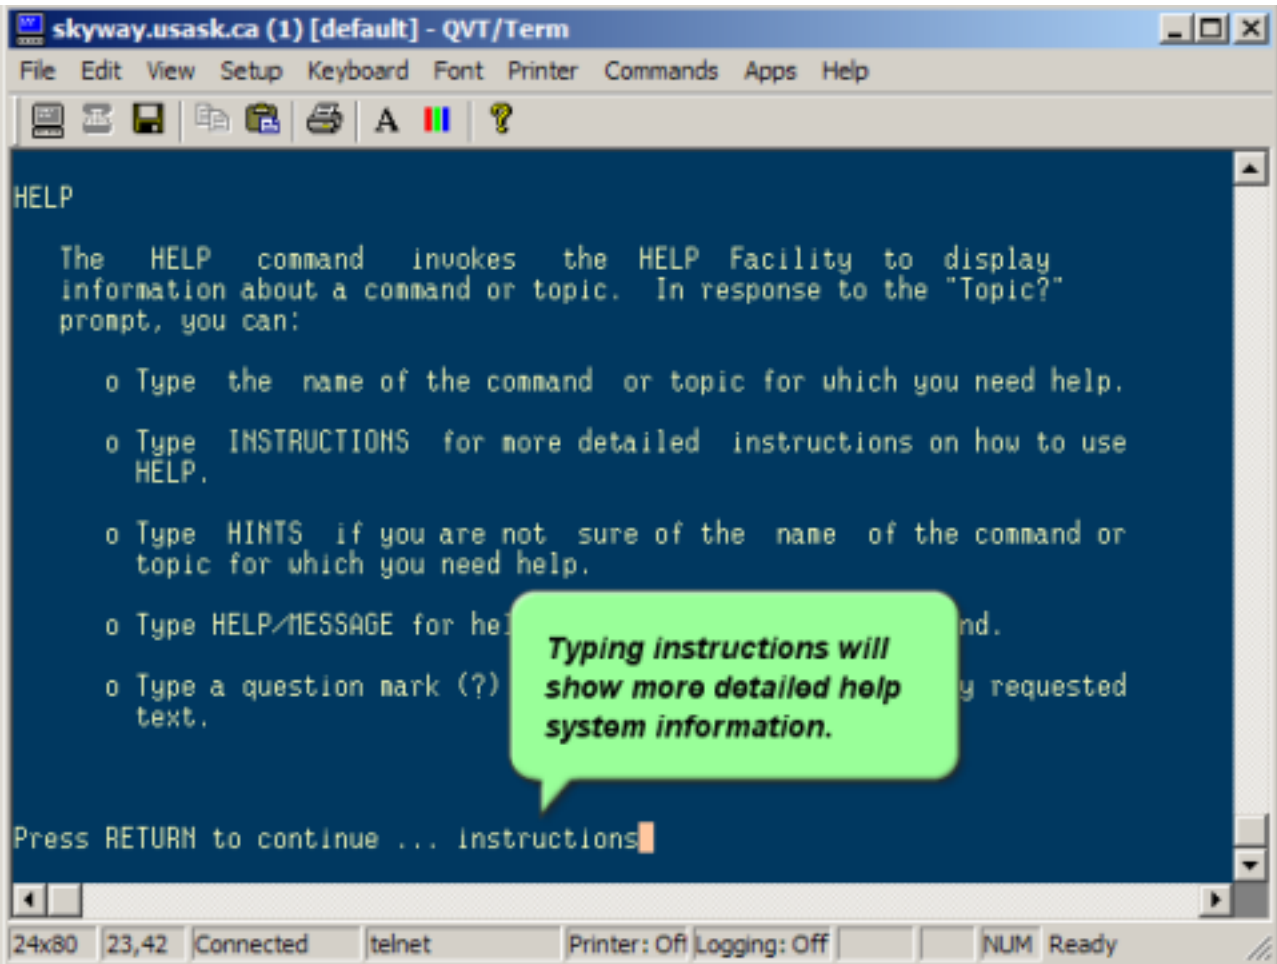 skyway.usask.ca (1) [default] - QVT/Term
File Edit View Setup Keyboard Font Printer Commands Apps Help
HELP
The HELP command invokes the HELP Facility to display
information about a command or topic. In response to the "Topic?"
prompt, you can:
o Type the name of the command or topic for which you need help.
o Type INSTRUCTIONS for more detailed instructions on how to use
HELP.
o Type HINTS if you are not sure of the name of the command or
topic for which you need help.
o Type HELP/MESSAGE for hel nd.
o Type a question mark (?) y requested
text.
Typing instructions will
show more detailed help
system information.
Press RETURN to continue ... instructions
24x80 23,42 Connected telnet Printer: Off Logging: Off NUM Ready